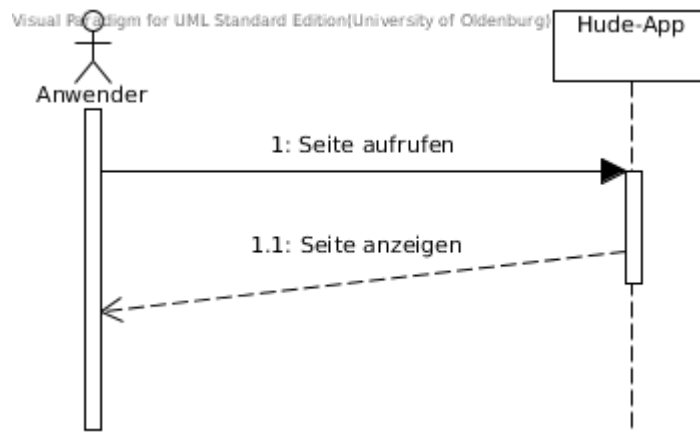 Visual Paradigm for UML Standard Edition(University of Oldenburg)
Hude-App
Anwender
1: Seite aufrufen
1.1: Seite anzeigen